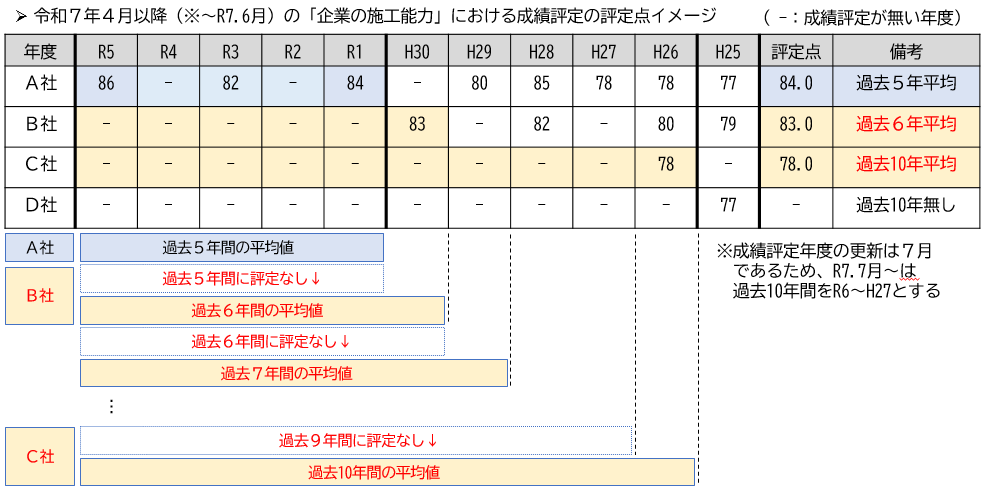 ➢ 令和７年４月以降（※～R7.6月）の「企業の施工能力」における成績評定の評定点イメージ （ －：成績評定が無い年度）
年度 R5 R4 R3 R2 R1 H30 H29 H28 H27 H26 H25 評定点 備考
Ａ社 86 － 82 － 84 － 80 85 78 78 77 84.0 過去５年平均
Ｂ社 － － － － － 83 － 82 － 80 79 83.0 過去６年平均
Ｃ社 － － － － － － － － － 78 － 78.0 過去10年平均
Ｄ社 － － － － － － － － － － 77 － 過去10年無し
Ａ社 過去５年間の平均値
Ｂ社 過去５年間に評定なし↓
過去６年間の平均値
過去６年間に評定なし↓
過去７年間の平均値
⋮
Ｃ社 過去９年間に評定なし↓
過去10年間の平均値
※成績評定年度の更新は７月
であるため、R7.7月～は
過去10年間をR6～H27とする